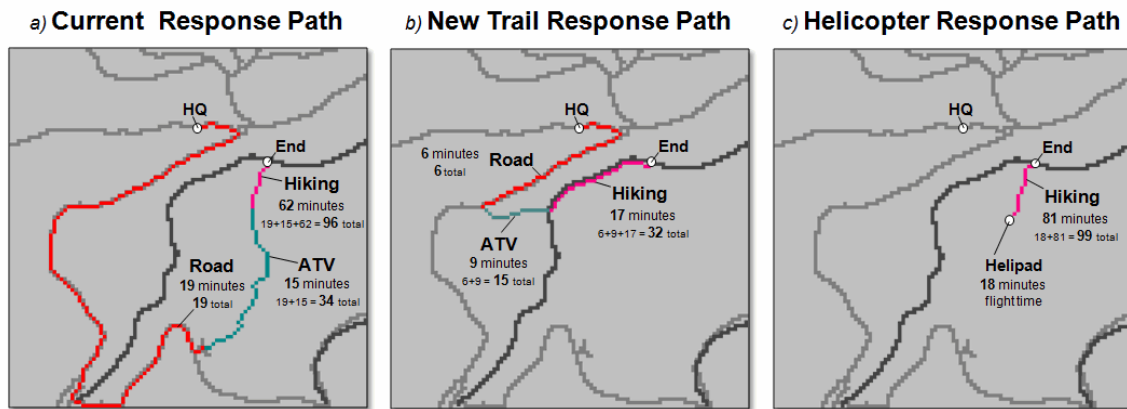 a) Current Response Path
HQ
End
Hiking
62 minutes
19+15+62 = 96 total
Road
19 minutes
19 total
ATV
15 minutes
19+15 = 34 total
b) New Trail Response Path
HQ
6 minutes
6 total
Road
End
Hiking
17 minutes
6+9+17 = 32 total
ATV
9 minutes
6+9 = 15 total
c) Helicopter Response Path
HQ
End
Hiking
81 minutes
18+81 = 99 total
Helipad
18 minutes
flight time